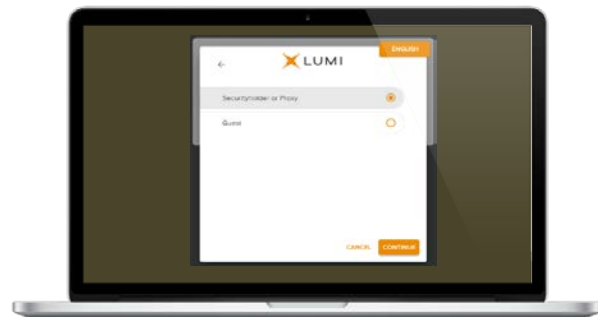 ENGLISH
LUMI
Securityholder or Proxy
Guest
CANCEL
CONTINUE